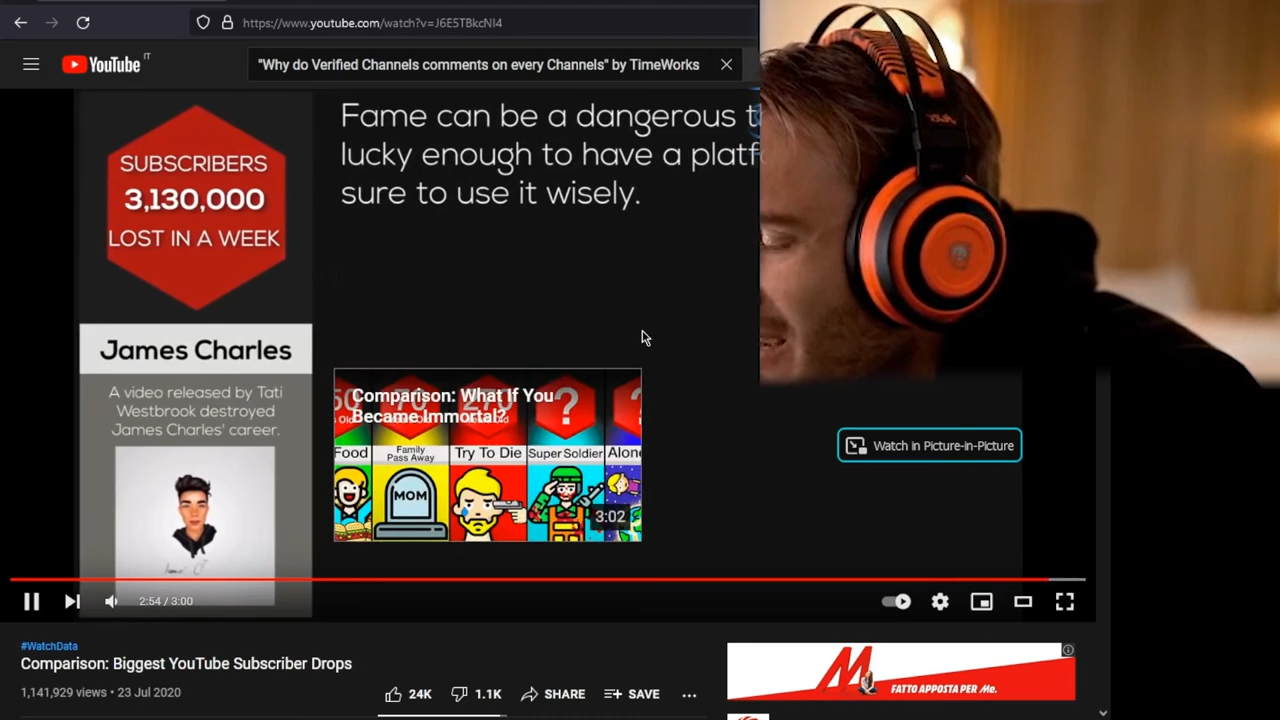 https://www.youtube.com/watch?v=J6E5TBkcNI4
YouTube IT
"Why do Verified Channels comments on every Channels" by TimeWorks
SUBSCRIBERS
3,130,000
LOST IN A WEEK
Fame can be a dangerous
lucky enough to have a
sure to use it wisely.
James Charles
A video released by Tati
Westbrook destroyed
James Charles' career.
Comparison: What If You
Became Immortal?
Food
Family
Pass Away
Try To Die
Super Soldier
Alone
MOM
?
3:02
Watch in Picture-in-Picture
2:54 / 3:00
#WatchData
Comparison: Biggest YouTube Subscriber Drops
1,141,929 views • 23 Jul 2020
24K
1.1K
SHARE
SAVE
FATTO APPOSTA PER Me.